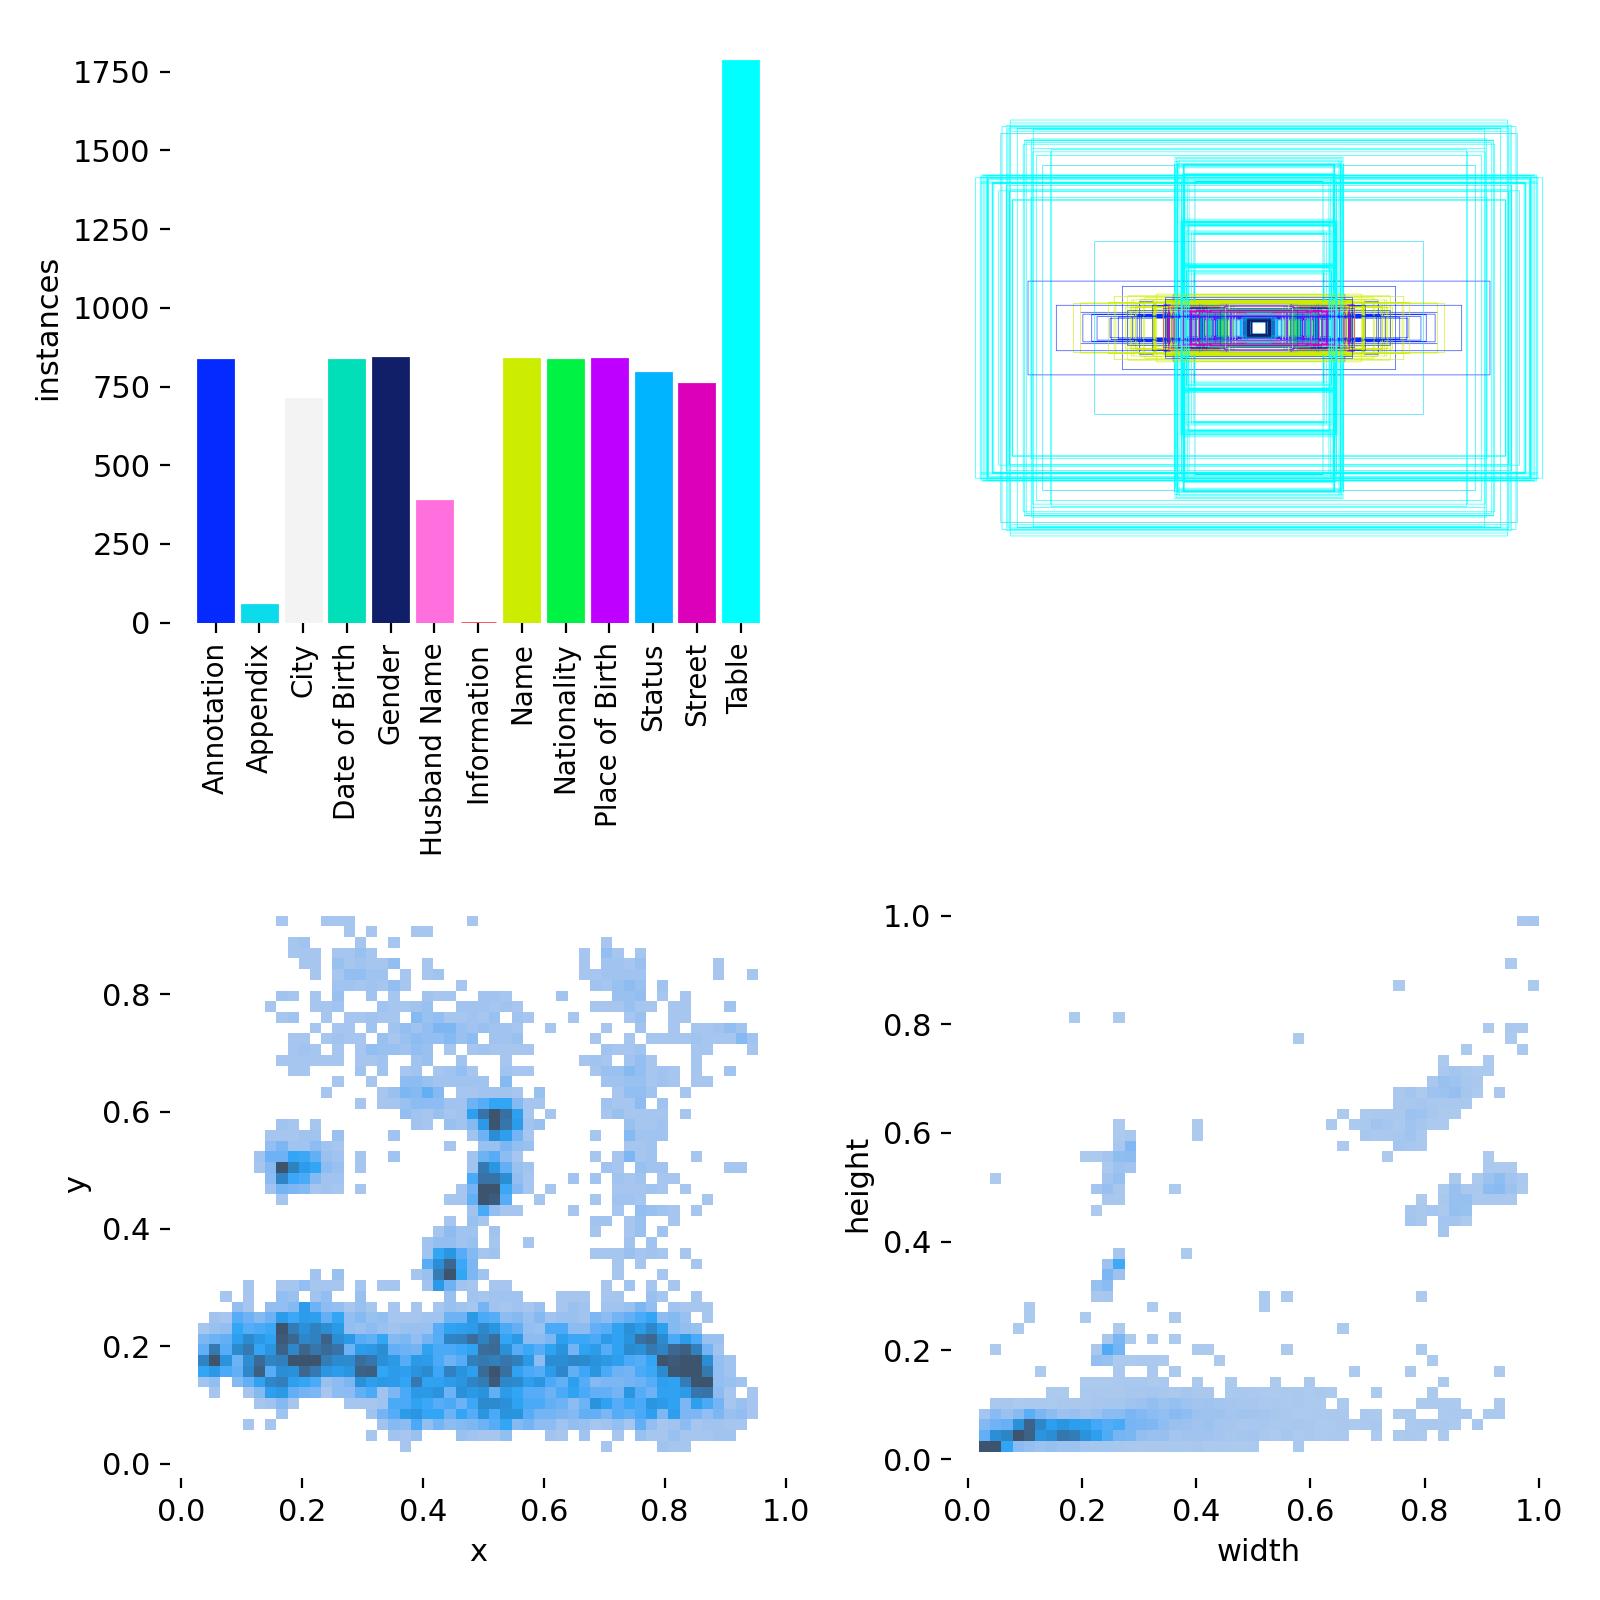 instances
1750
1500
1250
1000
750
500
250
0
Annotation
Appendix
City
Date of Birth
Gender
Husband Name
Information
Name
Nationality
Place of Birth
Status
Street
Table
y
0.8
0.6
0.4
0.2
0.0
0.0 0.2 0.4 0.6 0.8 1.0
x
height
1.0
0.8
0.6
0.4
0.2
0.0
0.0 0.2 0.4 0.6 0.8 1.0
width